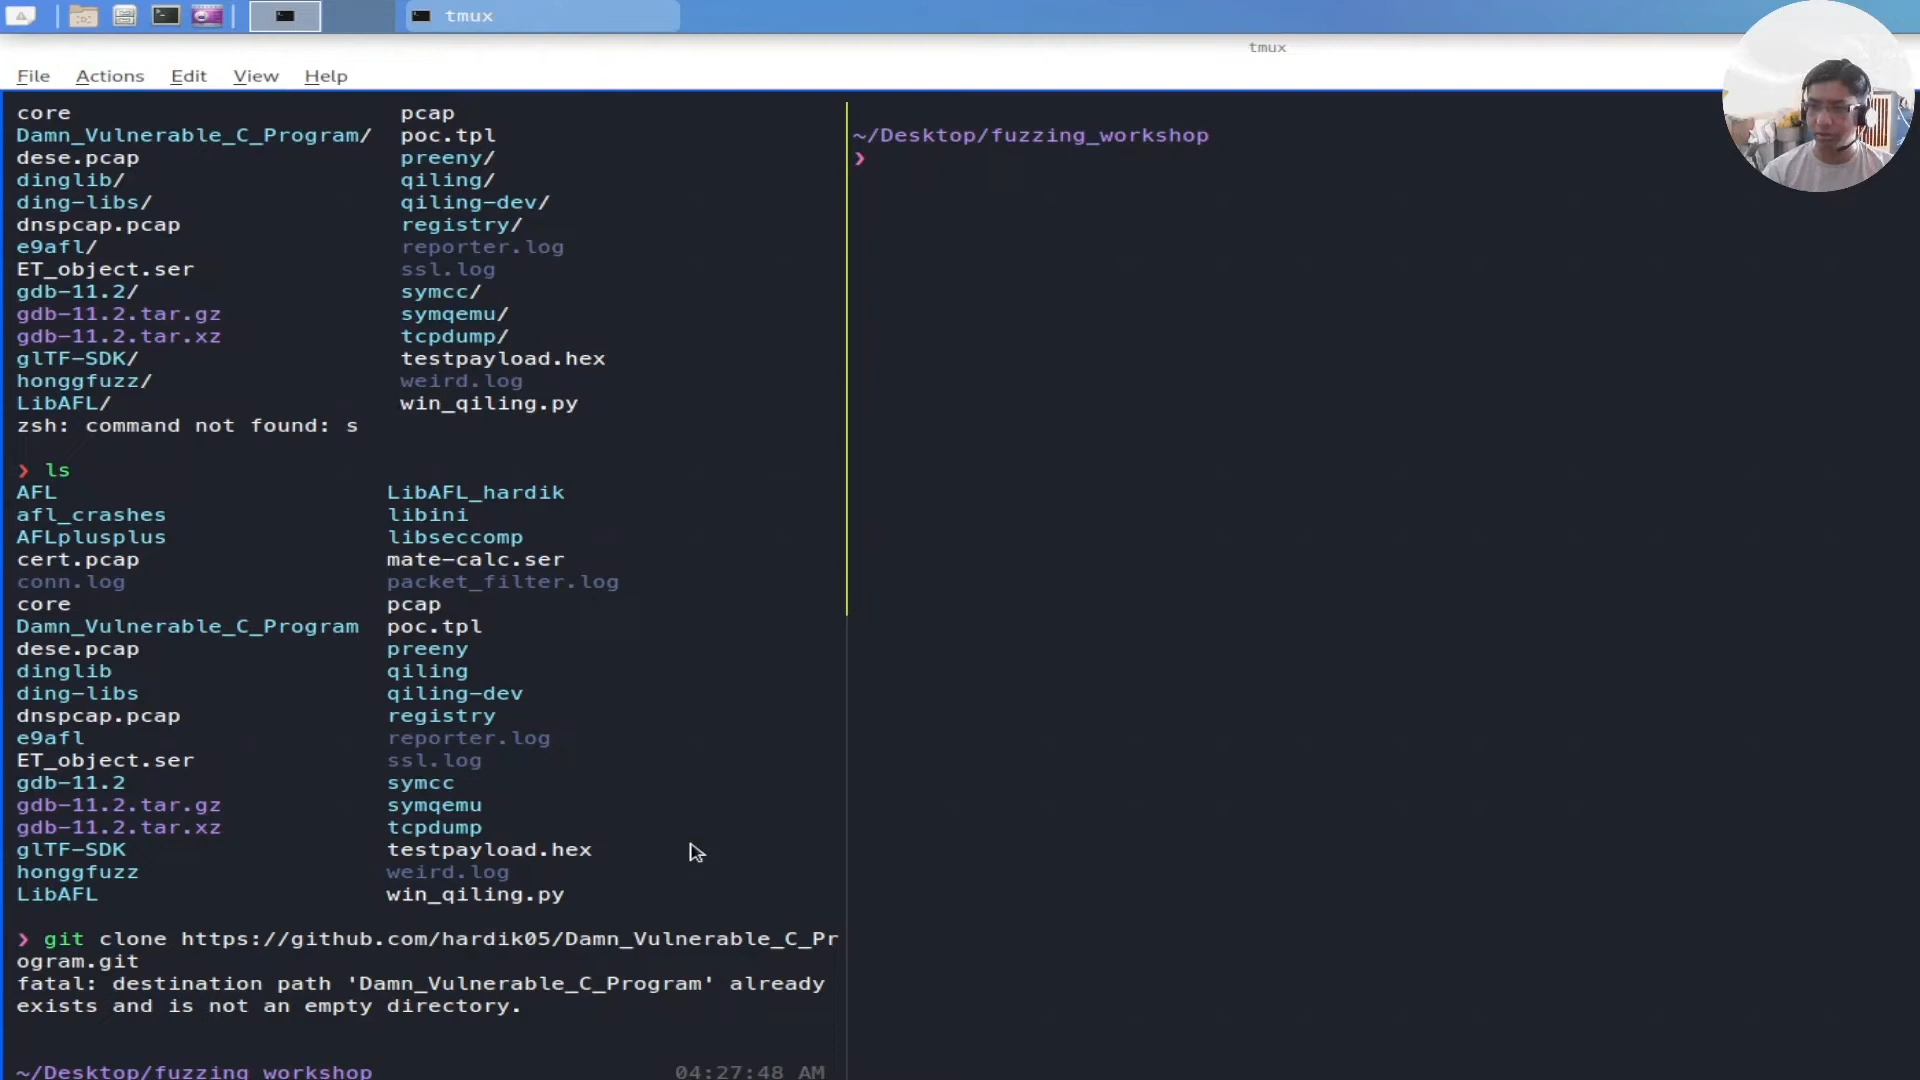 tmux
tmux
File Actions Edit View Help
core pcap
Damn_Vulnerable_C_Program/ poc.tpl
dese.pcap preeny/
dinglib/ qiling/
ding-libs/ qiling-dev/
dnspcap.pcap registry/
e9afl/ reporter.log
ET_object.ser ssl.log
gdb-11.2/ symcc/
gdb-11.2.tar.gz symqemu/
gdb-11.2.tar.xz tcpdump/
glTF-SDK/ testpayload.hex
honggfuzz/ weird.log
LibAFL/ win_qiling.py
zsh: command not found: s
❯ ls
AFL LibAFL_hardik
afl_crashes libini
AFLplusplus libseccomp
cert.pcap mate-calc.ser
conn.log packet_filter.log
core pcap
Damn_Vulnerable_C_Program poc.tpl
dese.pcap preeny
dinglib qiling
ding-libs qiling-dev
dnspcap.pcap registry
e9afl reporter.log
ET_object.ser ssl.log
gdb-11.2 symcc
gdb-11.2.tar.gz symqemu
gdb-11.2.tar.xz tcpdump
glTF-SDK testpayload.hex
honggfuzz weird.log
LibAFL win_qiling.py
❯ git clone https://github.com/hardik05/Damn_Vulnerable_C_Pr
ogram.git
fatal: destination path 'Damn_Vulnerable_C_Program' already
exists and is not an empty directory.
~/Desktop/fuzzing_workshop 04:27:48 AM
~/Desktop/fuzzing_workshop
❯